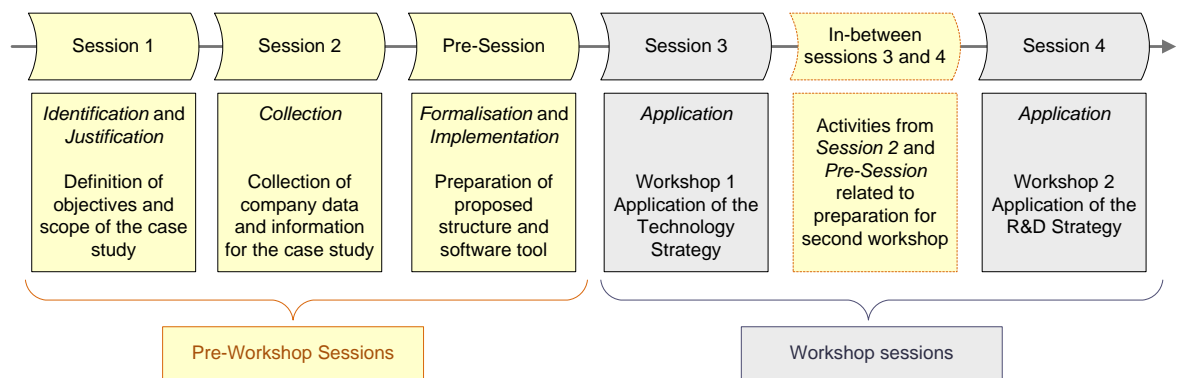 Session 1
Session 2
Pre-Session
Session 3
In-between
sessions 3 and 4
Session 4
Identification and
Justification
Definition of
objectives and
scope of the case
study
Collection
Collection of
company data
and information
for the case study
Formalisation and
Implementation
Preparation of
proposed
structure and
software tool
Application
Workshop 1
Application of the
Technology
Strategy
Activities from
Session 2 and
Pre-Session
related to
preparation for
second workshop
Application
Workshop 2
Application of the
R&D Strategy
Pre-Workshop Sessions
Workshop sessions